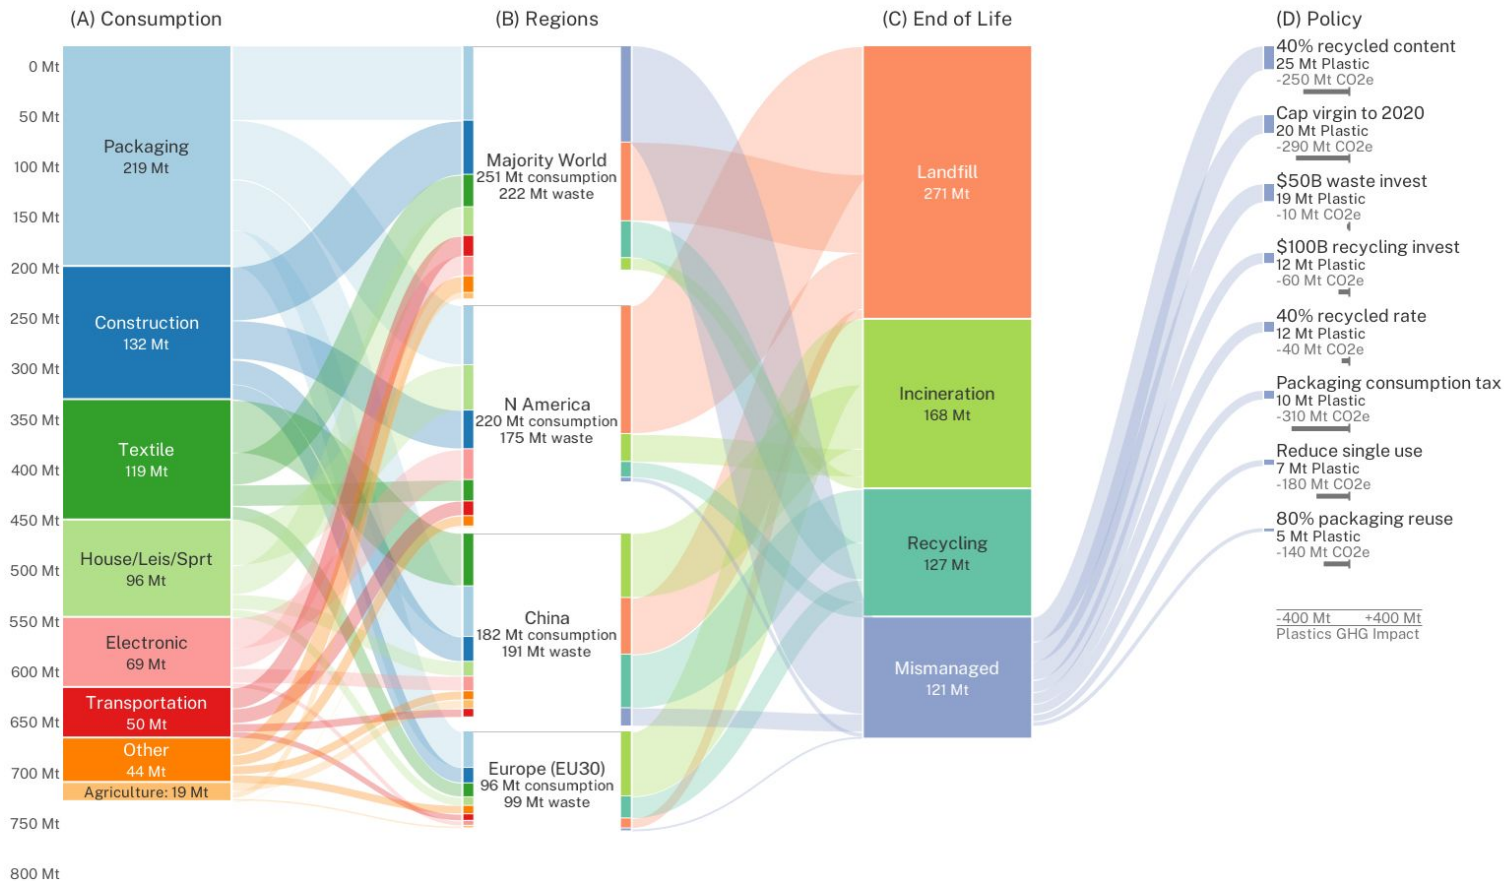 (A) Consumption
(B) Regions
(C) End of Life
(D) Policy
0 Mt
50 Mt
100 Mt
150 Mt
200 Mt
250 Mt
300 Mt
350 Mt
400 Mt
450 Mt
500 Mt
550 Mt
600 Mt
650 Mt
700 Mt
750 Mt
800 Mt
Packaging
219 Mt
Construction
132 Mt
Textile
119 Mt
House/Leis/Sprt
96 Mt
Electronic
69 Mt
Transportation
50 Mt
Other
44 Mt
Agriculture: 19 Mt
Majority World
251 Mt consumption
222 Mt waste
N America
220 Mt consumption
175 Mt waste
China
182 Mt consumption
191 Mt waste
Europe (EU30)
96 Mt consumption
99 Mt waste
Landfill
271 Mt
Incineration
168 Mt
Recycling
127 Mt
Mismanaged
121 Mt
40% recycled content
25 Mt Plastic
-250 Mt CO2e
Cap virgin to 2020
20 Mt Plastic
-290 Mt CO2e
$50B waste invest
19 Mt Plastic
-10 Mt CO2e
$100B recycling invest
12 Mt Plastic
-60 Mt CO2e
40% recycled rate
12 Mt Plastic
-40 Mt CO2e
Packaging consumption tax
10 Mt Plastic
-310 Mt CO2e
Reduce single use
7 Mt Plastic
-180 Mt CO2e
80% packaging reuse
5 Mt Plastic
-140 Mt CO2e
-400 Mt +400 Mt
Plastics GHG Impact